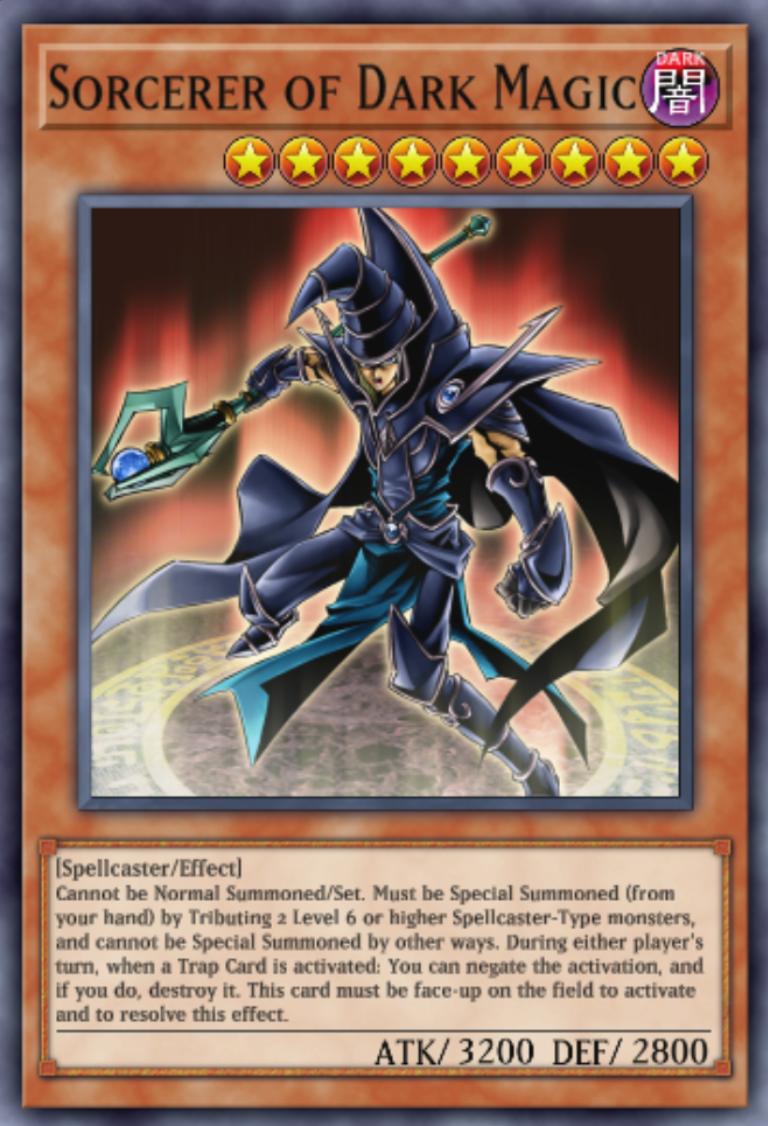 Sorcerer of Dark Magic
DARK
闇
[Spellcaster/Effect]
Cannot be Normal Summoned/Set. Must be Special Summoned (from
your hand) by Tributing 2 Level 6 or higher Spellcaster-Type monsters,
and cannot be Special Summoned by other ways. During either player's
turn, when a Trap Card is activated: You can negate the activation, and
if you do, destroy it. This card must be face-up on the field to activate
and to resolve this effect.
ATK/ 3200 DEF/ 2800